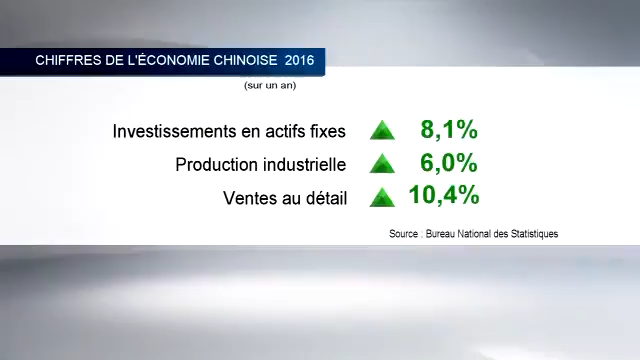 CHIFFRES DE L'ÉCONOMIE CHINOISE 2016
(sur un an)
Investissements en actifs fixes 8,1%
Production industrielle 6,0%
Ventes au détail 10,4%
Source : Bureau National des Statistiques